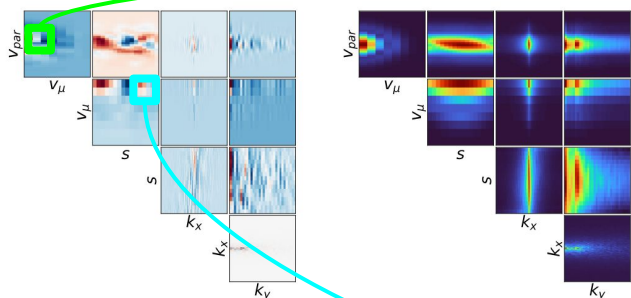 v_par v_par
v_μ v_μ
v_μ v_μ
s s
s s
k_x k_x
k_x k_x
k_y k_y